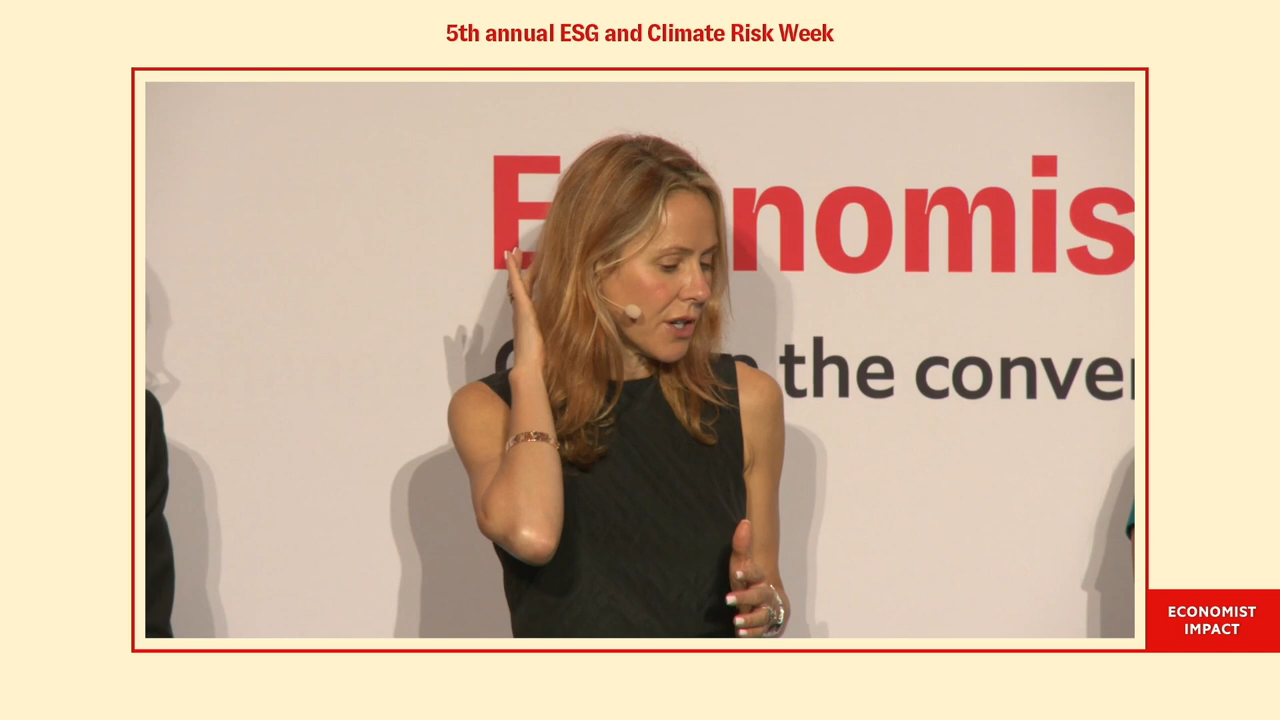 5th annual ESG and Climate Risk Week
E nomis
the conver
ECONOMIST
IMPACT